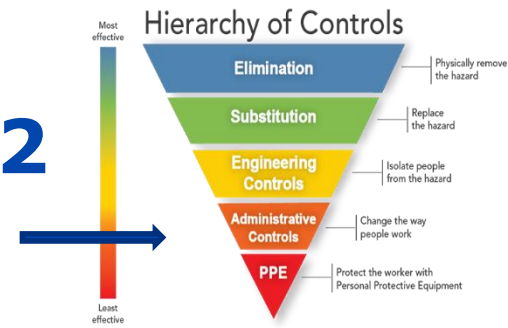 Hierarchy of Controls
Most
effective
Elimination
Physically remove
the hazard
Substitution
Replace
the hazard
2
Engineering
Controls
Isolate people
from the hazard
Administrative
Controls
Change the way
people work
PPE
Protect the worker with
Personal Protective Equipment
Least
effective